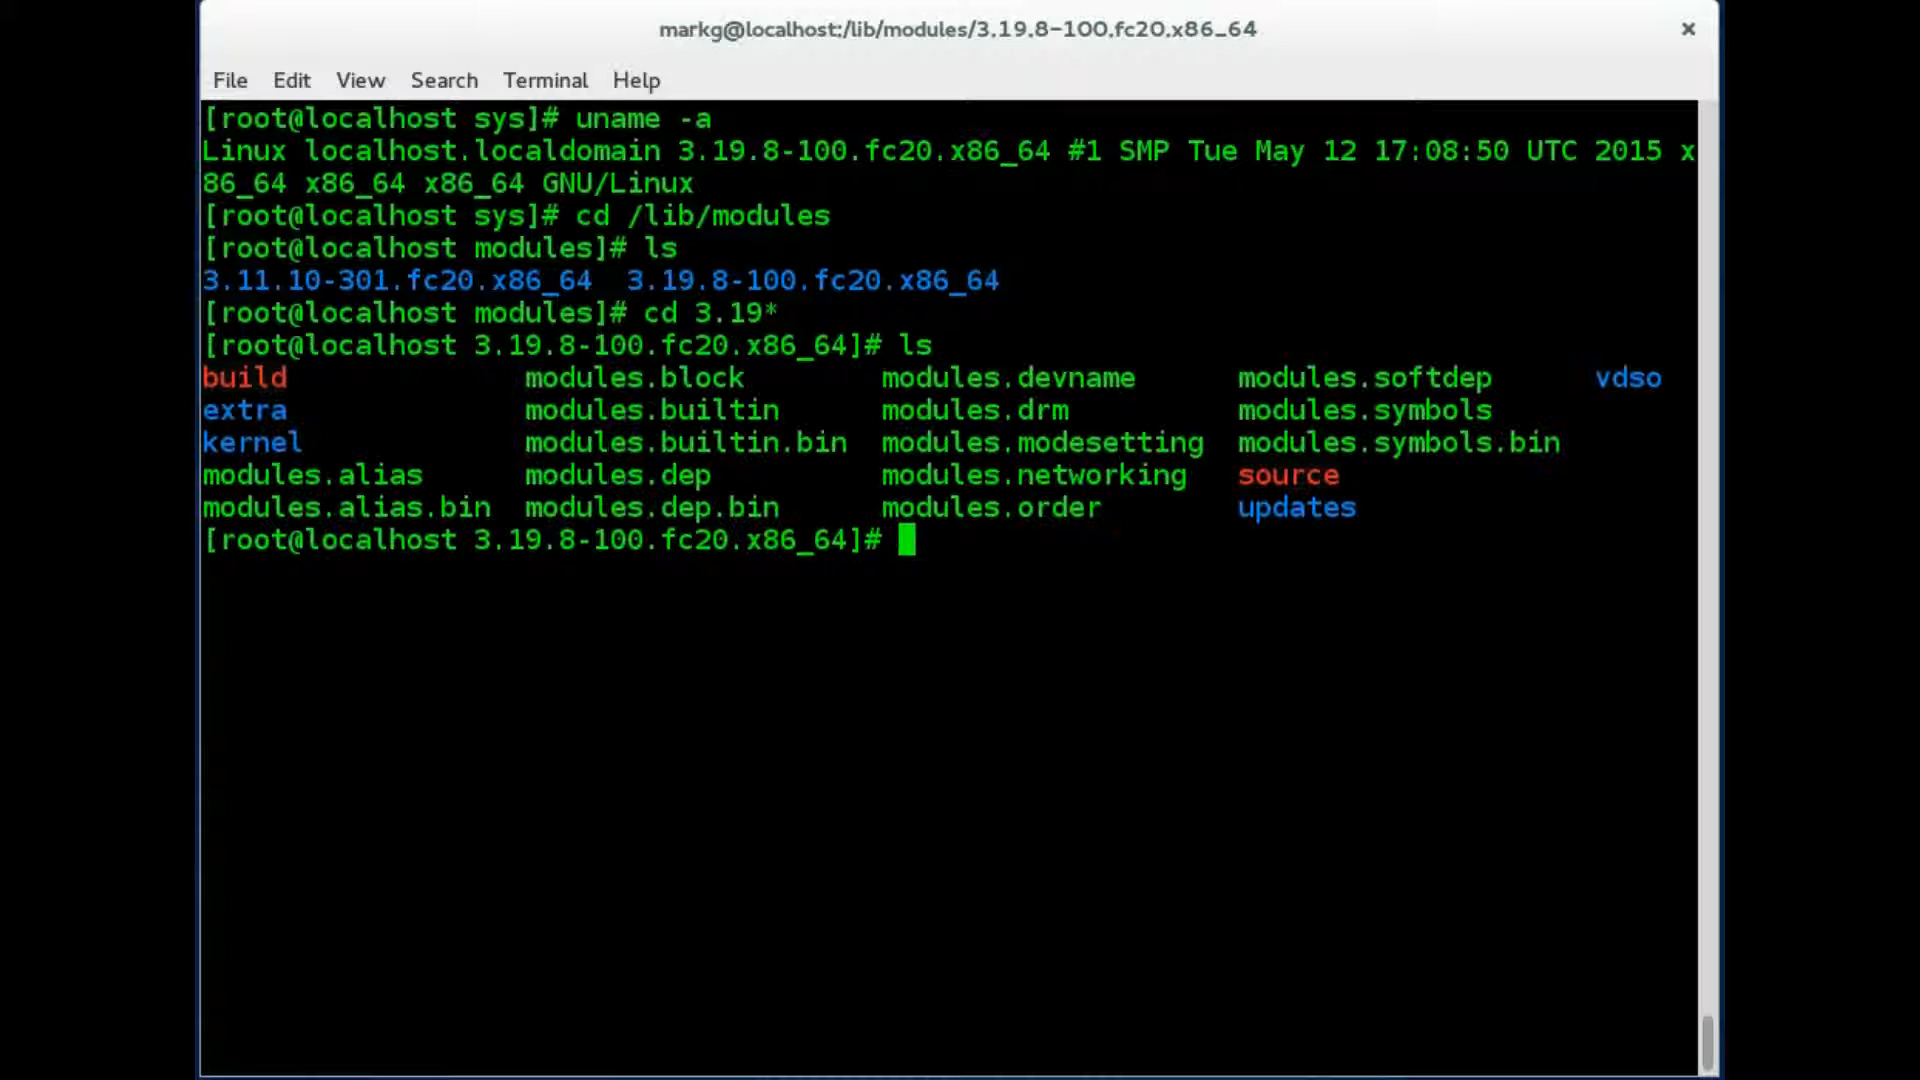 markg@localhost:/lib/modules/3.19.8-100.fc20.x86_64 ×
File Edit View Search Terminal Help
[root@localhost sys]# uname -a
Linux localhost.localdomain 3.19.8-100.fc20.x86_64 #1 SMP Tue May 12 17:08:50 UTC 2015 x
86_64 x86_64 x86_64 GNU/Linux
[root@localhost sys]# cd /lib/modules
[root@localhost modules]# ls
3.11.10-301.fc20.x86_64 3.19.8-100.fc20.x86_64
[root@localhost modules]# cd 3.19*
[root@localhost 3.19.8-100.fc20.x86_64]# ls
build modules.block modules.devname modules.softdep vdso
extra modules.builtin modules.drm modules.symbols
kernel modules.builtin.bin modules.modesetting modules.symbols.bin
modules.alias modules.dep modules.networking source
modules.alias.bin modules.dep.bin modules.order updates
[root@localhost 3.19.8-100.fc20.x86_64]#